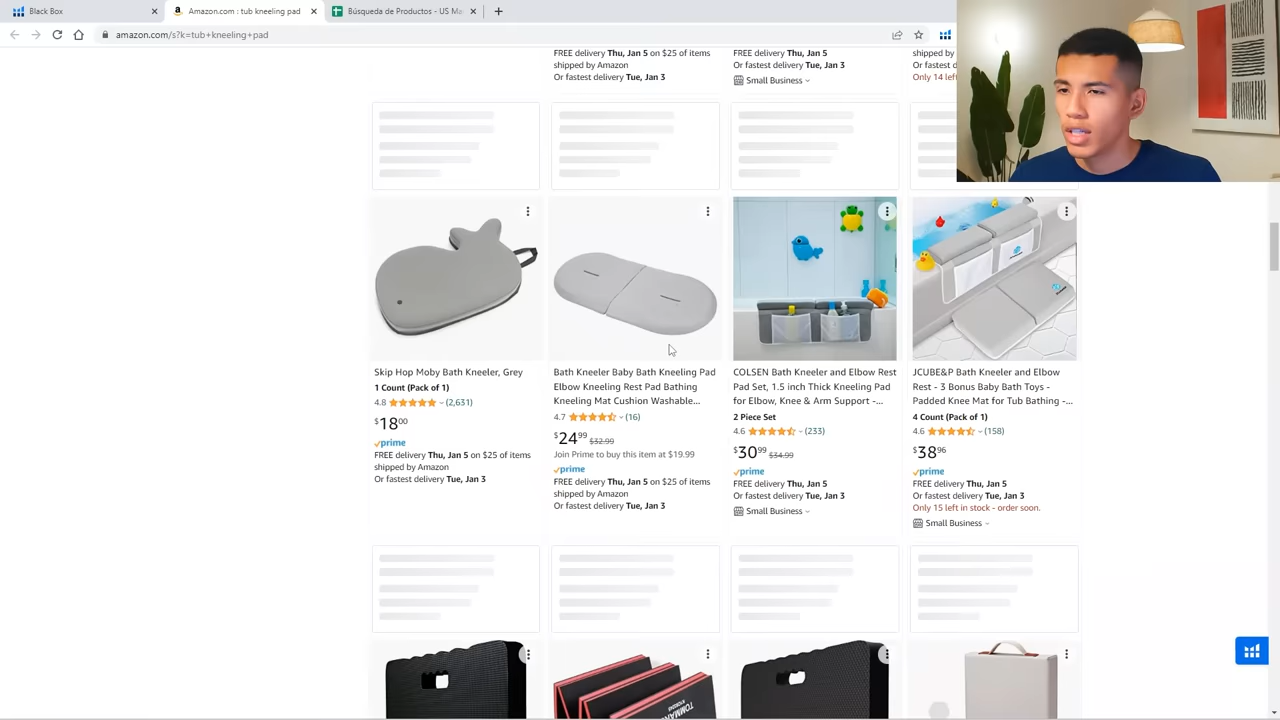 Black Box
Amazon.com : tub kneeling pad
Búsqueda de Productos - US Ma
amazon.com/s?k=tub+kneeling+pad
FREE delivery Thu, Jan 5 on $25 of items
shipped by Amazon
Or fastest delivery Tue, Jan 3
FREE delivery Thu, Jan 5
Or fastest delivery Tue, Jan 3
Small Business
shipped by
Or fastest
Only 14 left
Skip Hop Moby Bath Kneeler, Grey
1 Count (Pack of 1)
4.8 (2,631)
$18 00
prime
FREE delivery Thu, Jan 5 on $25 of items
shipped by Amazon
Or fastest delivery Tue, Jan 3
Bath Kneeler Baby Bath Kneeling Pad
Elbow Kneeling Rest Pad Bathing
Kneeling Mat Cushion Washable...
4.7 (16)
$24 99 $32.99
Join Prime to buy this item at $19.99
prime
FREE delivery Thu, Jan 5 on $25 of items
shipped by Amazon
Or fastest delivery Tue, Jan 3
COLSEN Bath Kneeler and Elbow Rest
Pad Set, 1.5 inch Thick Kneeling Pad
for Elbow, Knee & Arm Support -...
2 Piece Set
4.6 (233)
$30 99 $34.99
prime
FREE delivery Thu, Jan 5
Or fastest delivery Tue, Jan 3
Small Business
JCUBE&P Bath Kneeler and Elbow
Rest - 3 Bonus Baby Bath Toys -
Padded Knee Mat for Tub Bathing -...
4 Count (Pack of 1)
4.6 (158)
$38 96
prime
FREE delivery Thu, Jan 5
Or fastest delivery Tue, Jan 3
Only 15 left in stock - order soon.
Small Business